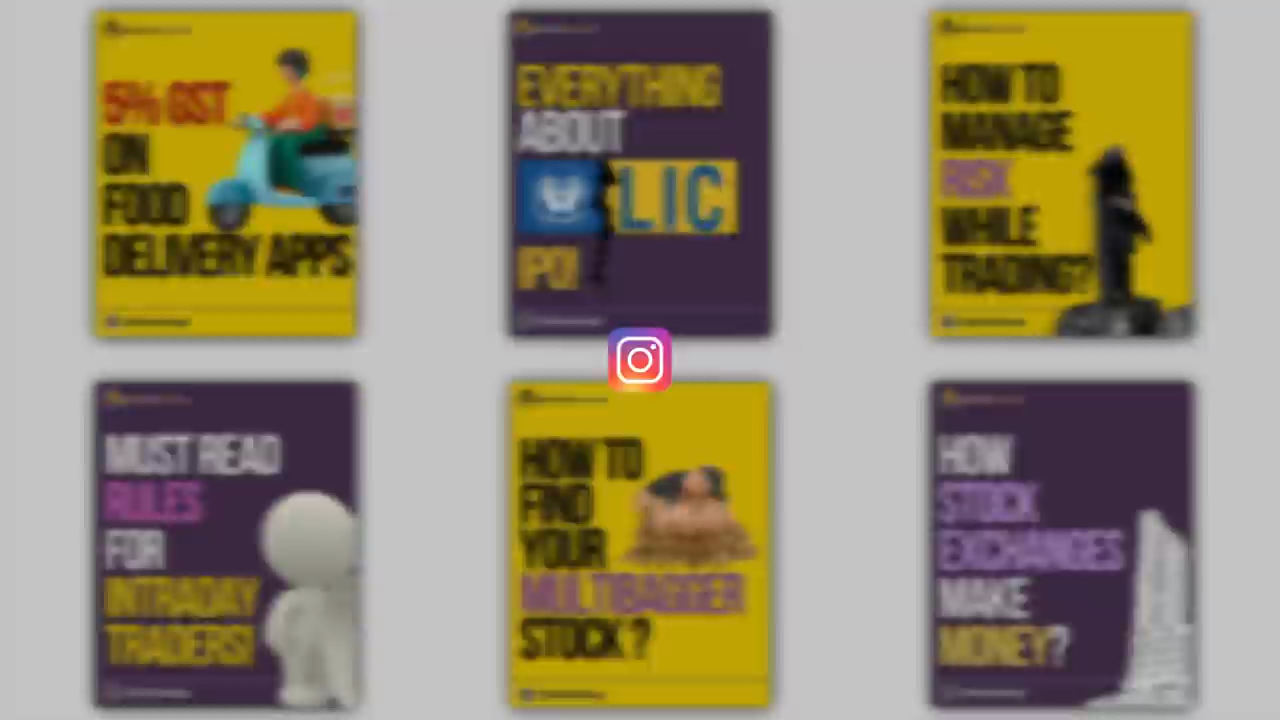 5% GST
ON
FOOD
DELIVERY APPS
EVERYTHING
ABOUT
LIC
IPO!
HOW TO
MANAGE
RISK
WHILE
TRADING?
MUST READ
RULES
FOR
INTRADAY
TRADERS!
HOW TO
FIND
YOUR
MULTIBAGGER
STOCK ?
HOW
STOCK
EXCHANGES
MAKE
MONEY?